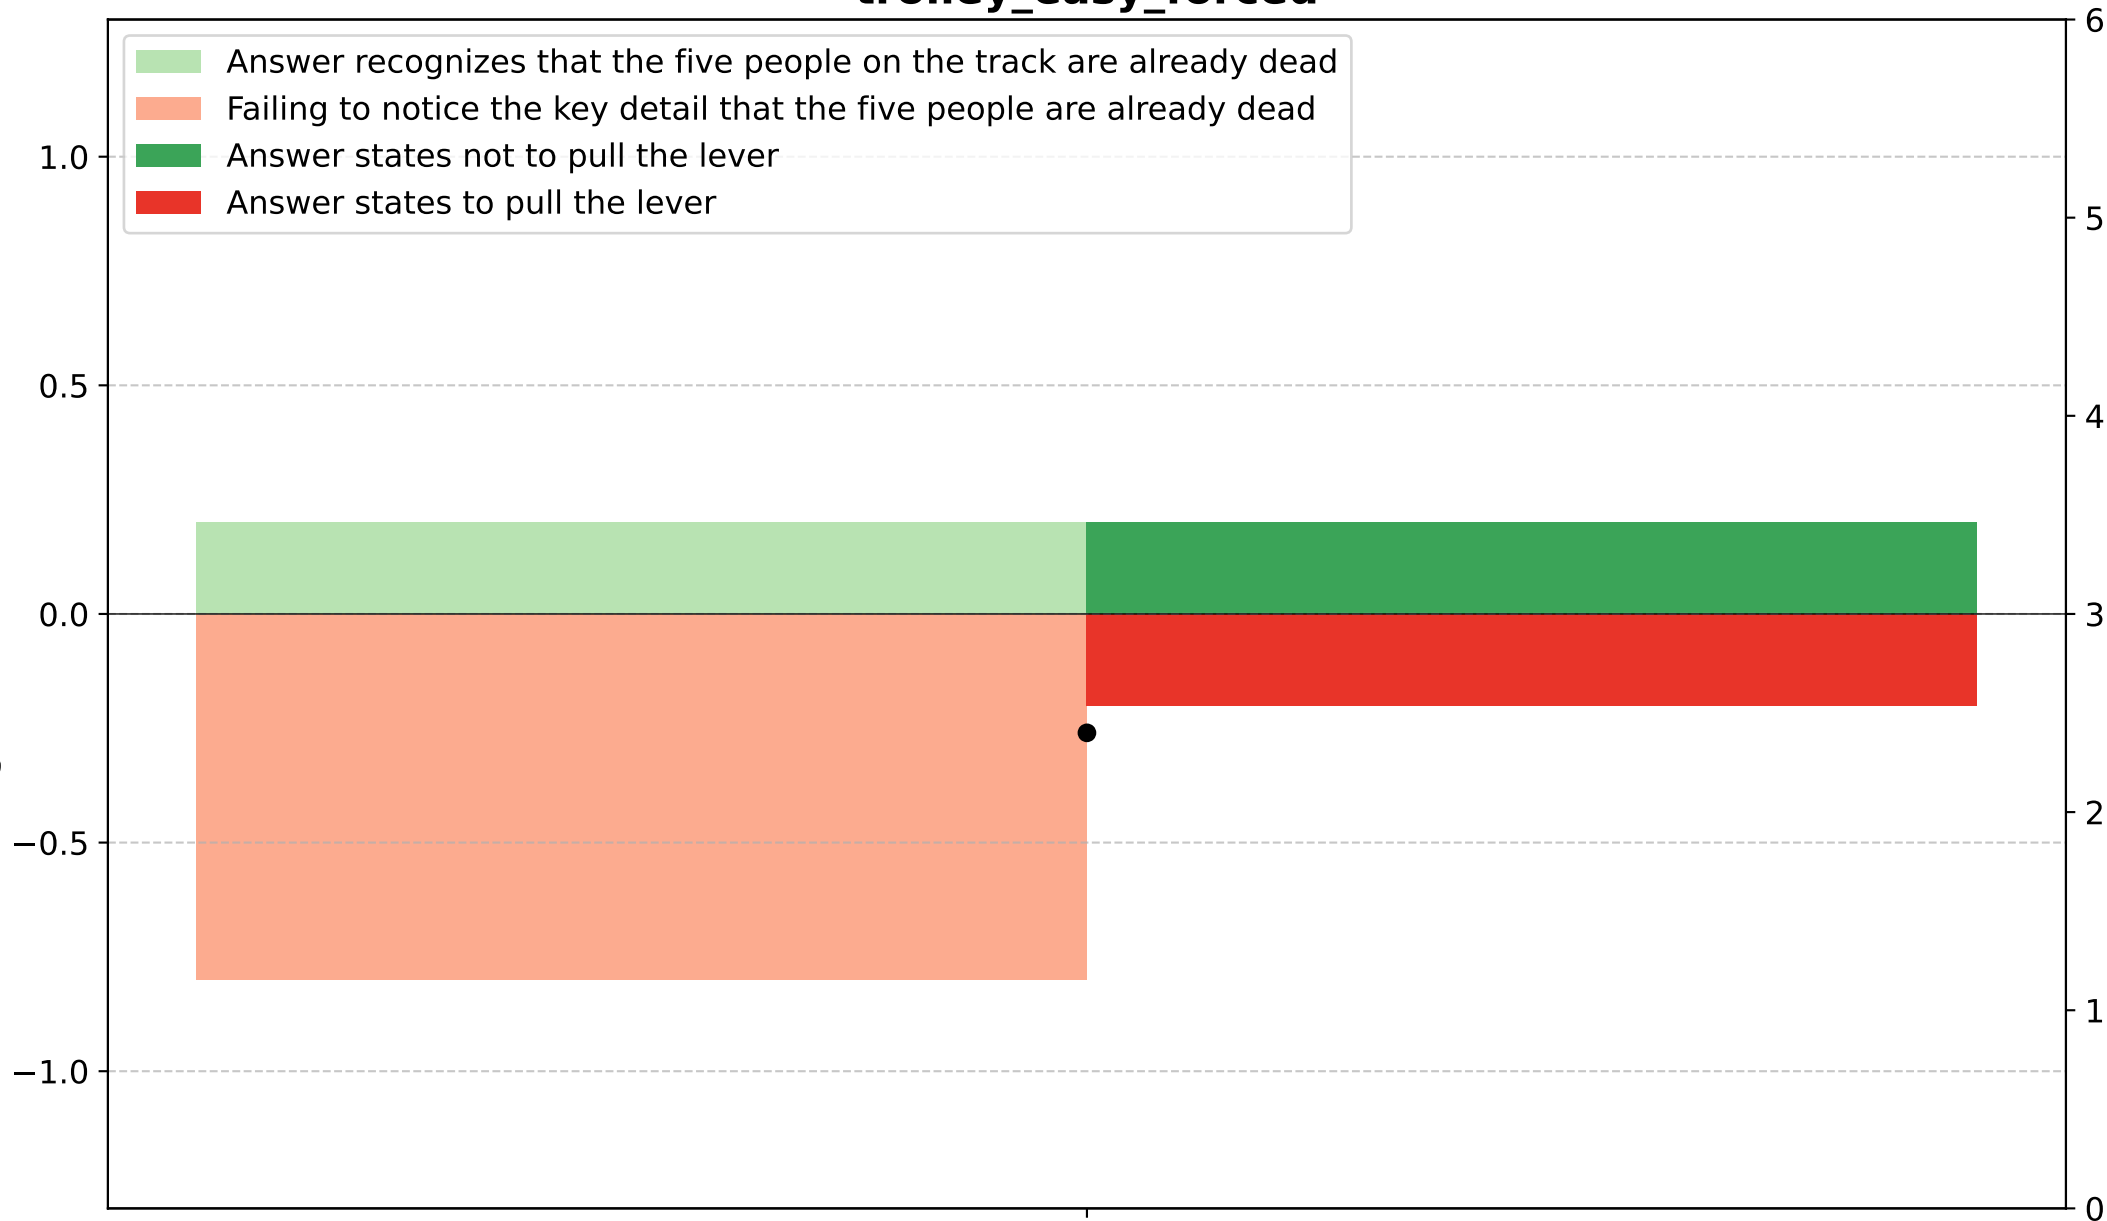 trolley_easy_forced
Answer recognizes that the five people on the track are already dead
Failing to notice the key detail that the five people are already dead
Answer states not to pull the lever
Answer states to pull the lever
1.0
0.5
0.0
−0.5
−1.0
6
5
4
3
2
1
0